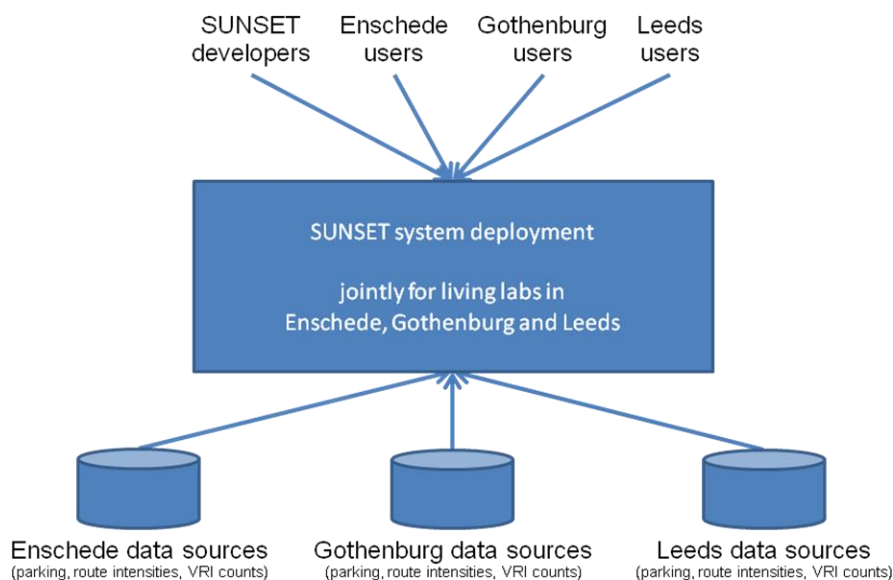 SUNSET developers
Enschede users
Gothenburg users
Leeds users
SUNSET system deployment
jointly for living labs in
Enschede, Gothenburg and Leeds
Enschede data sources
(parking, route intensities, VRI counts)
Gothenburg data sources
(parking, route intensities, VRI counts)
Leeds data sources
(parking, route intensities, VRI counts)